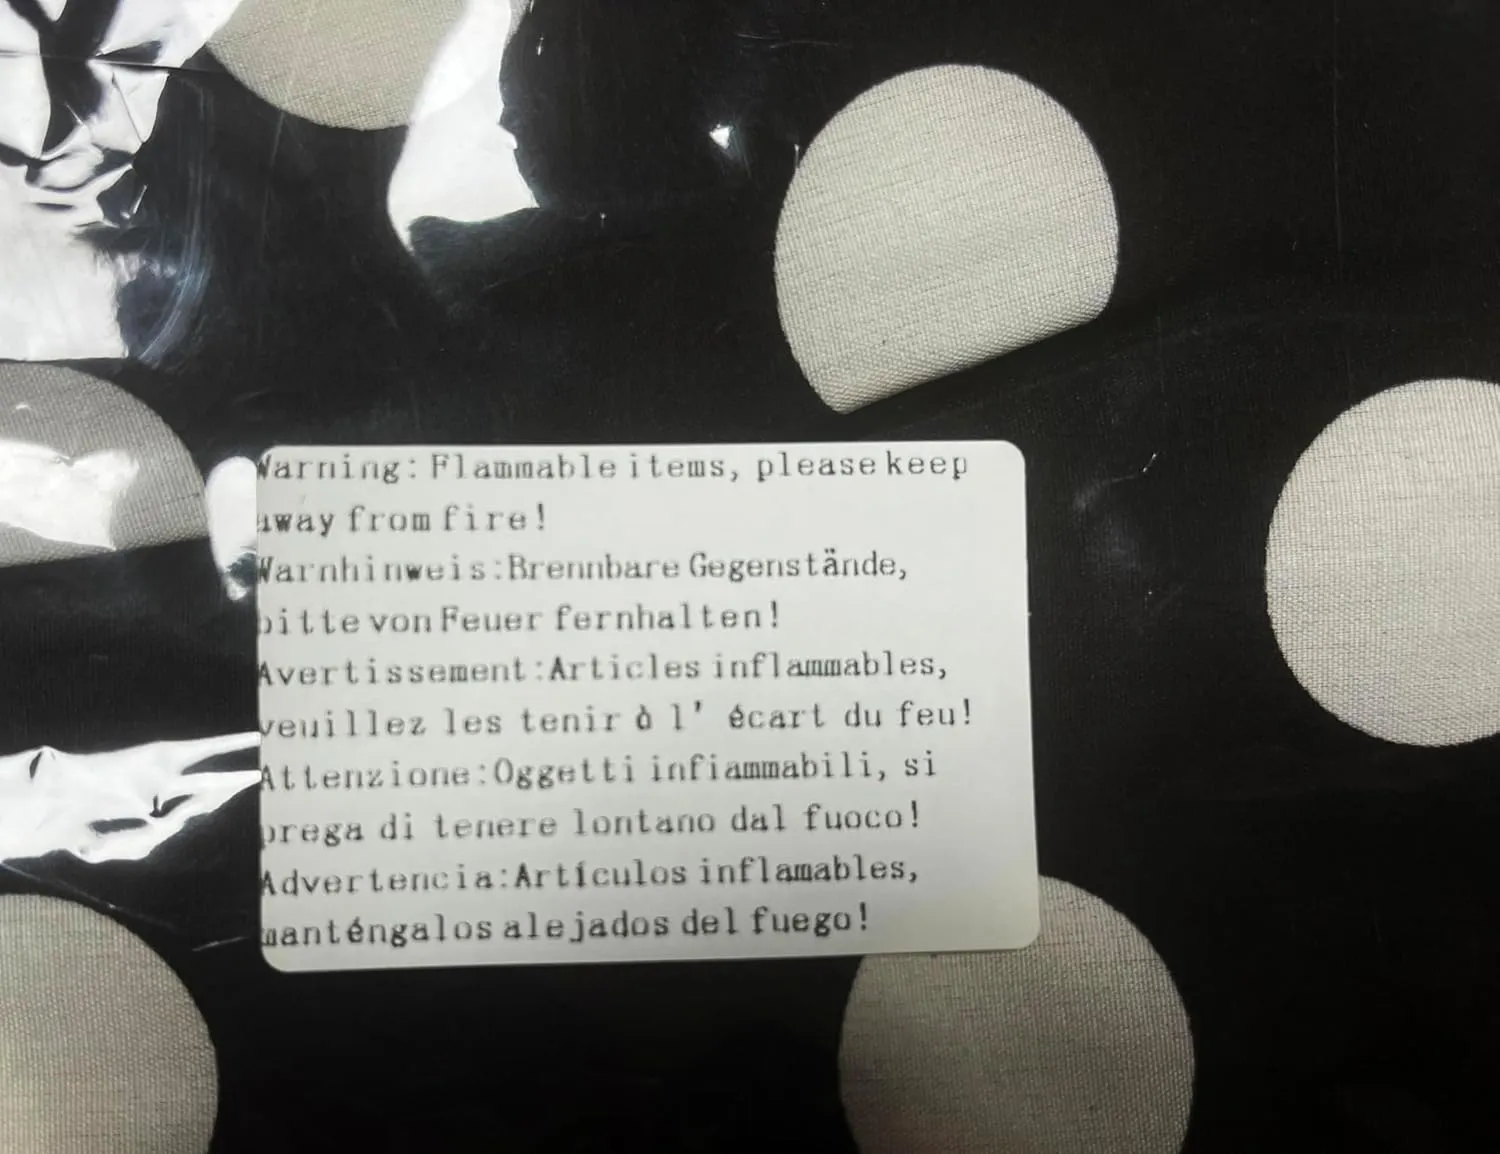 Warning: Flammable items, please keep
away from fire!
Warnhinweis:Brennbare Gegenstände,
bitte von Feuer fernhalten!
Avertissement:Articles inflammables,
veuillez les tenir à l' écart du feu!
Attenzione:Oggetti infiammabili, si
prega di tenere lontano dal fuoco!
Advertencia:Artículos inflamables,
manténgalos alejados del fuego!